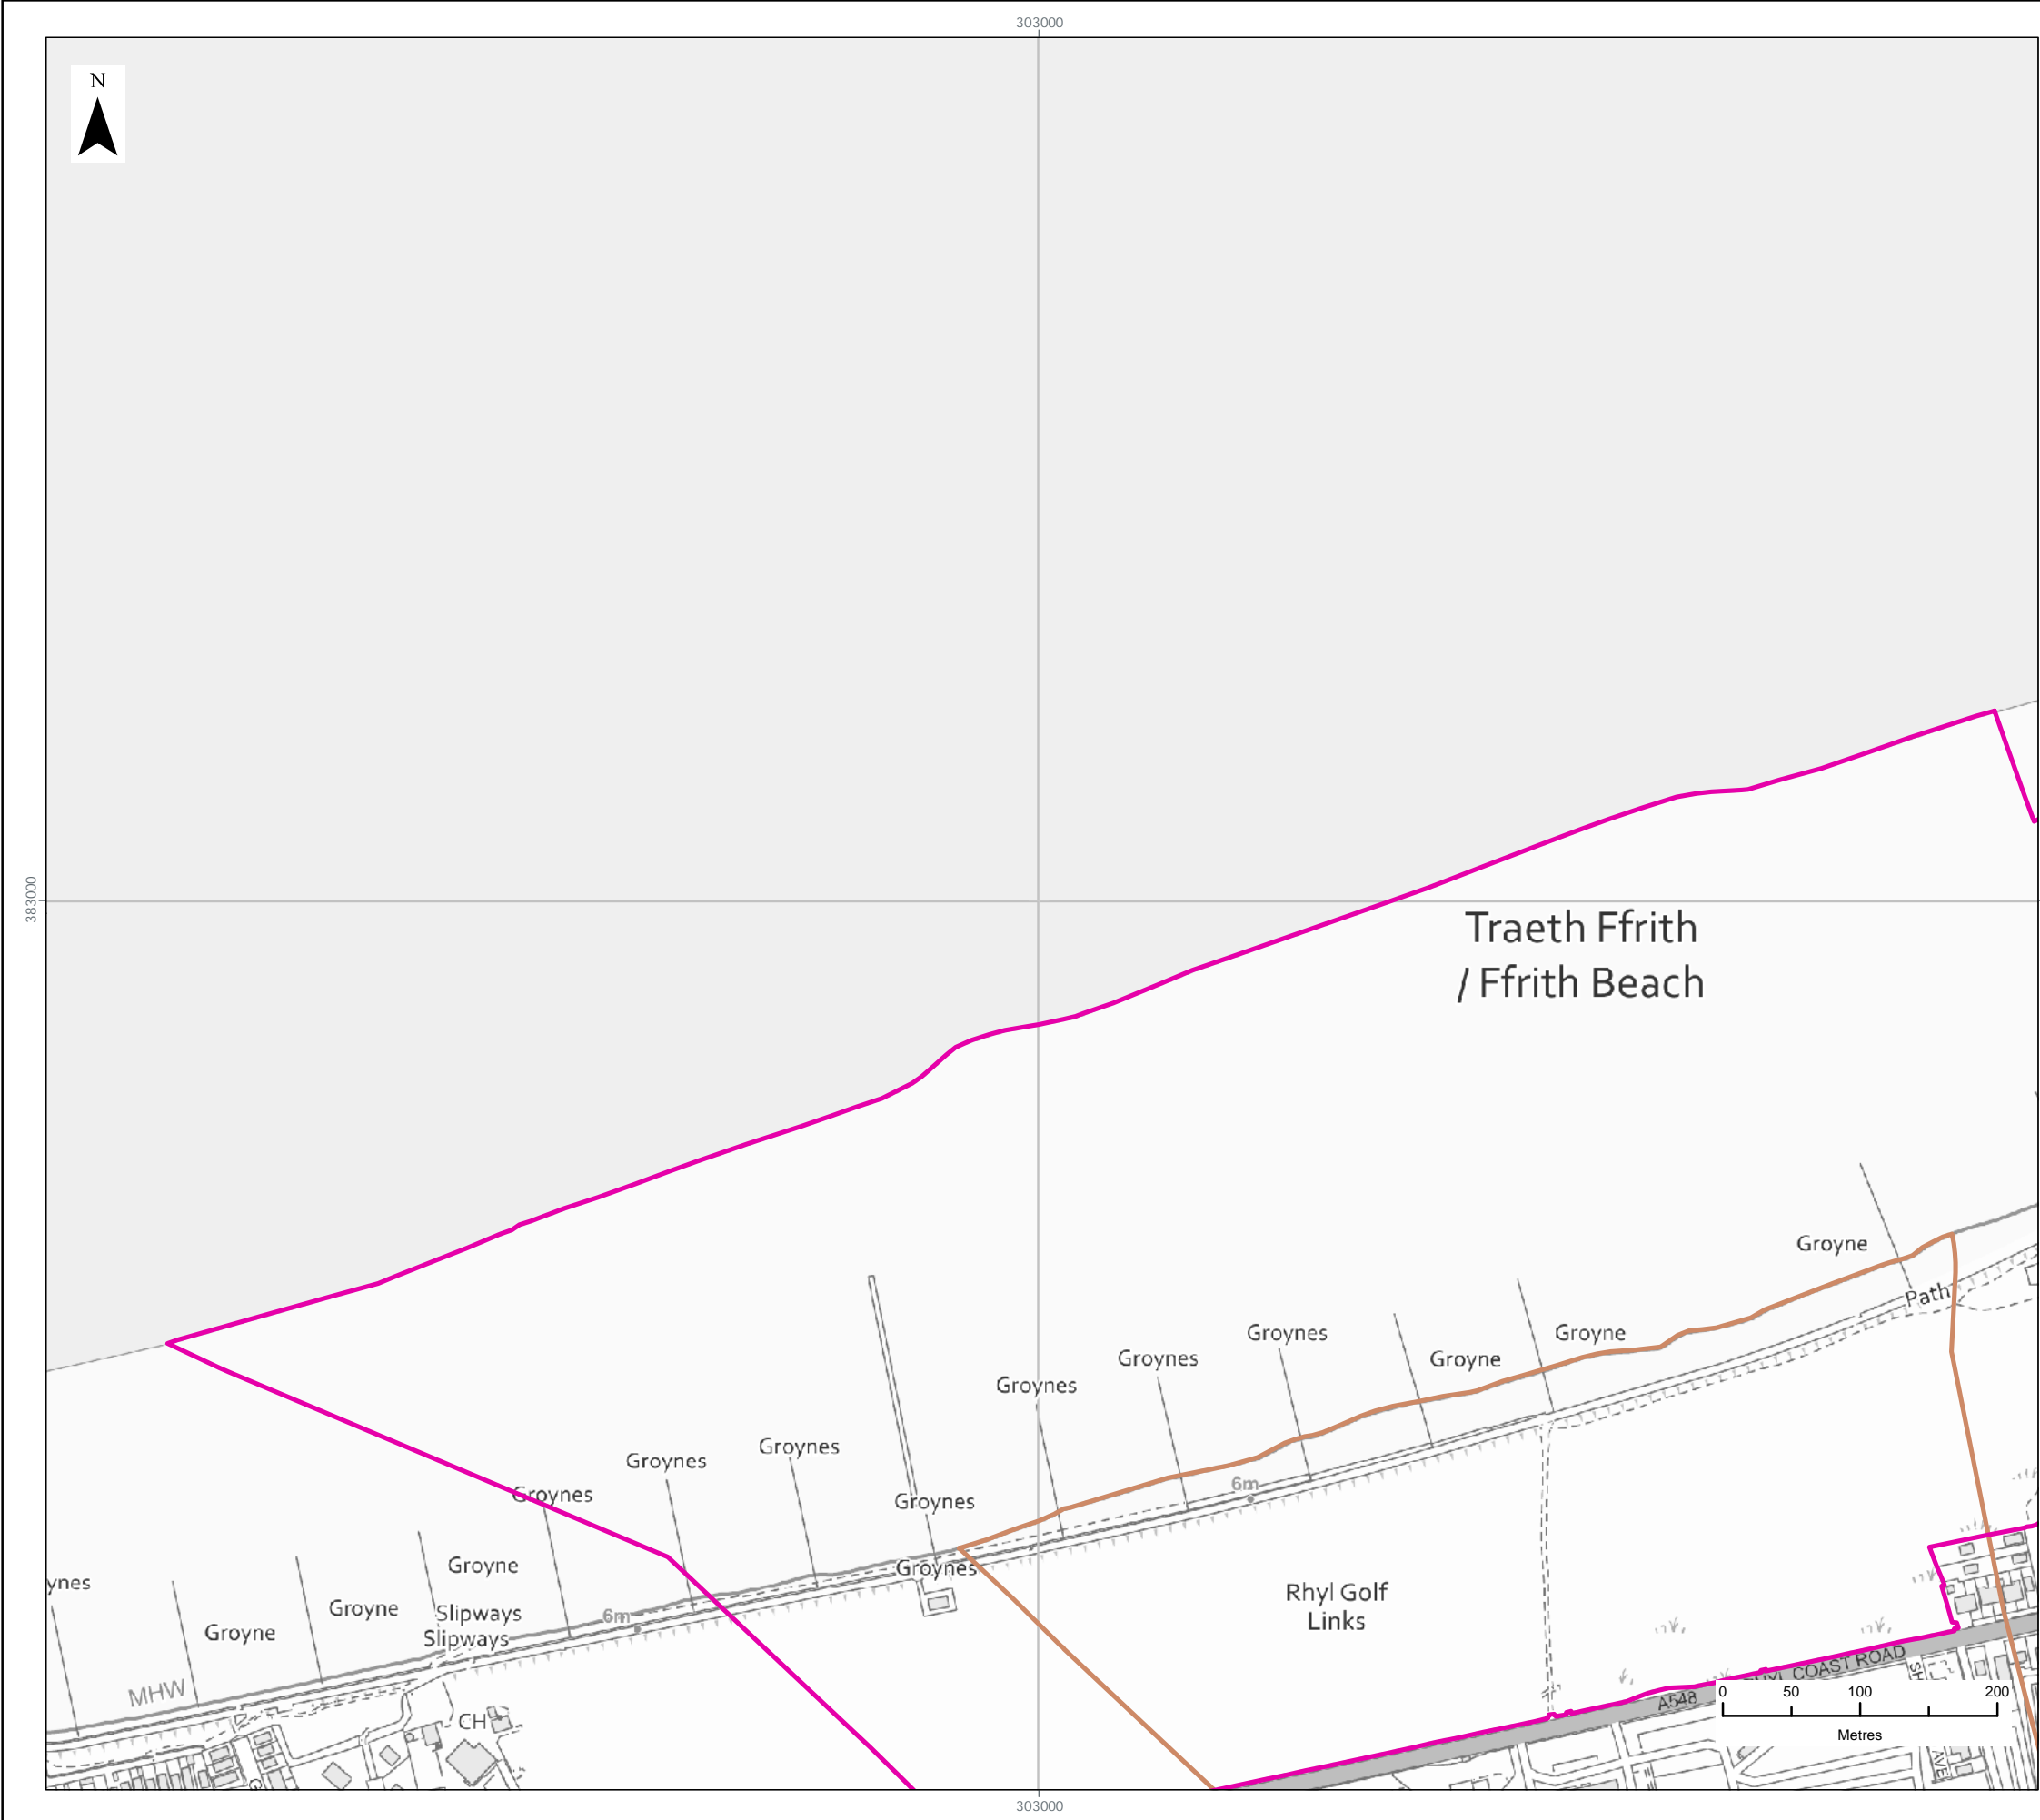 303000
N
383000
Traeth Ffrith
/ Ffrith Beach
Groyne
Path
Groynes
Groyne
Groynes
Groyne
Groynes
Groynes
Groynes
Groynes
6m
Groynes
Groynes
Groyne
Groynes
ynes
Rhyl Golf
Links
Groyne
Slipways
6m
Groyne
Slipways
MHW
COAST ROAD
A548
CH
0 50 100 200
Metres
AVE
303000